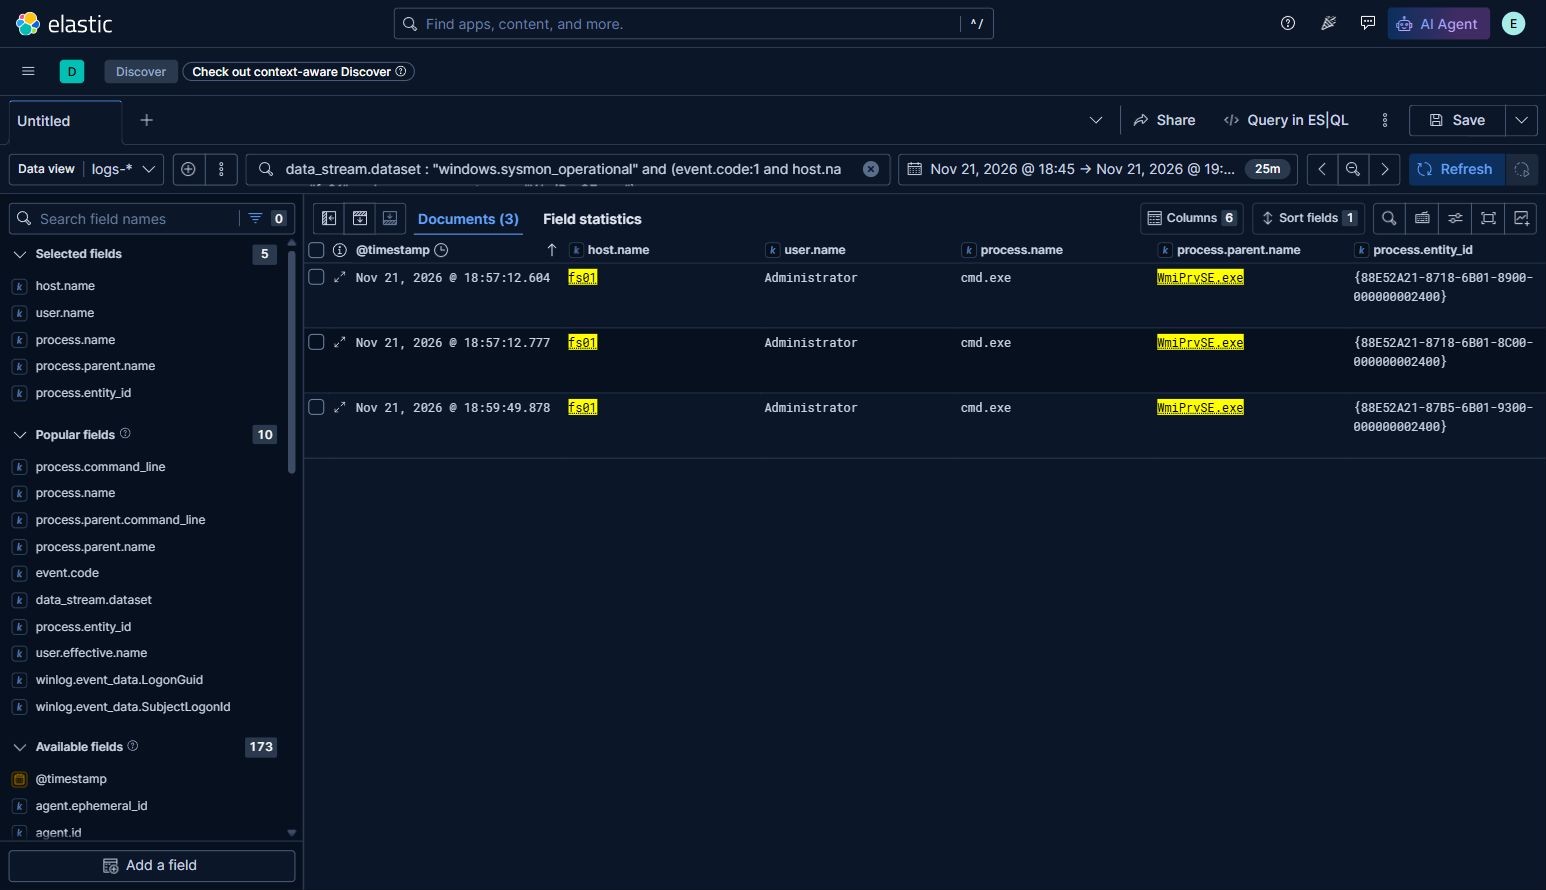 elastic
Find apps, content, and more.
^/
AI Agent
E
D
Discover
Check out context-aware Discover
Untitled
Share
Query in ES|QL
Save
Data view
logs-*
data_stream.dataset : "windows.sysmon_operational" and (event.code:1 and host.na
Nov 21, 2026 @ 18:45 → Nov 21, 2026 @ 19:...
25m
Refresh
Search field names
0
Documents (3)
Field statistics
Columns 6
Sort fields 1
Selected fields
5
host.name
user.name
process.name
process.parent.name
process.entity_id
Popular fields
10
process.command_line
process.name
process.parent.command_line
process.parent.name
event.code
data_stream.dataset
process.entity_id
user.effective.name
winlog.event_data.LogonGuid
winlog.event_data.SubjectLogonId
Available fields
173
@timestamp
agent.ephemeral_id
agent.id
Add a field
@timestamp
host.name
user.name
process.name
process.parent.name
process.entity_id
Nov 21, 2026 @ 18:57:12.604 fs01 Administrator cmd.exe WmiPrvSE.exe {88E52A21-8718-6B01-8900-
000000002400}
Nov 21, 2026 @ 18:57:12.777 fs01 Administrator cmd.exe WmiPrvSE.exe {88E52A21-8718-6B01-8C00-
000000002400}
Nov 21, 2026 @ 18:59:49.878 fs01 Administrator cmd.exe WmiPrvSE.exe {88E52A21-87B5-6B01-9300-
000000002400}